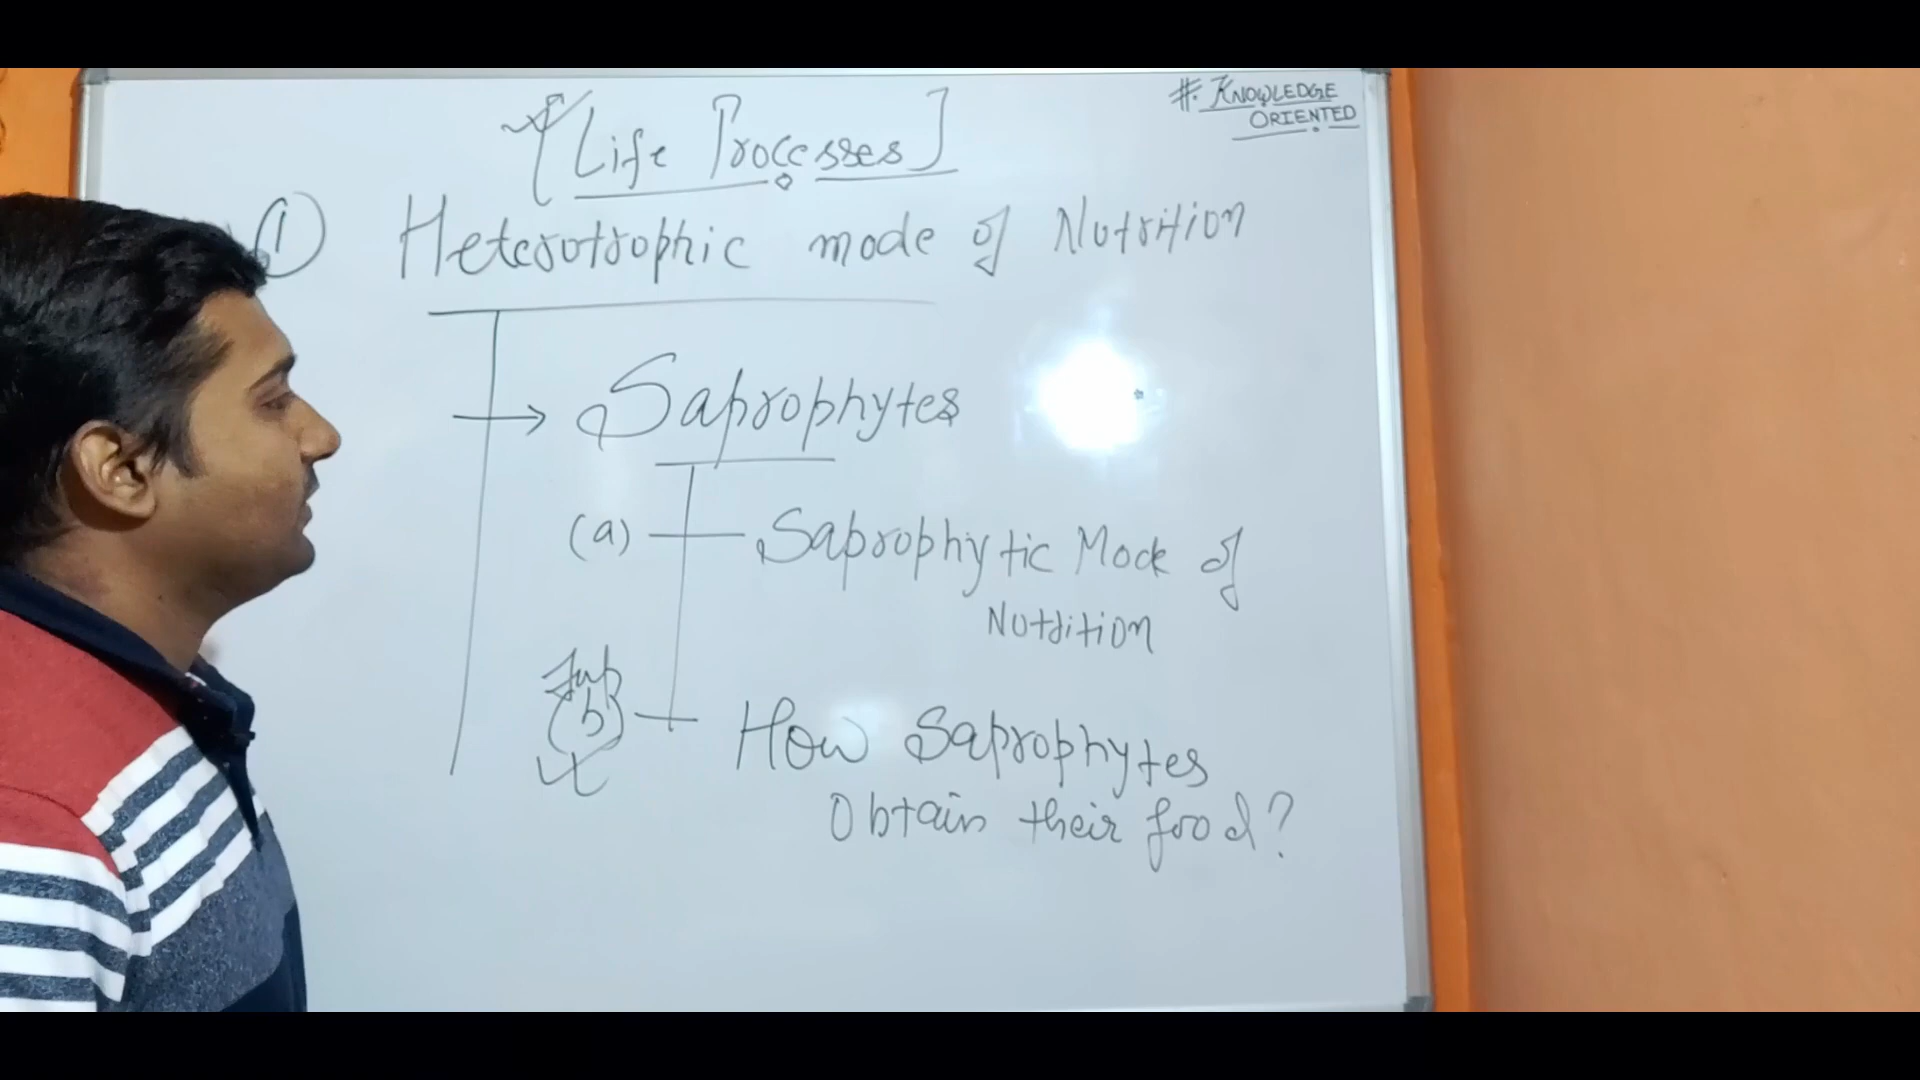 [Life Processes]
#. KNOWLEDGE
ORIENTED
① Heterotrophic mode of Nutrition
→ Saprophytes
(a) Saprophytic Mode of
Nutrition
(b) How Saprophytes
Obtain their food?